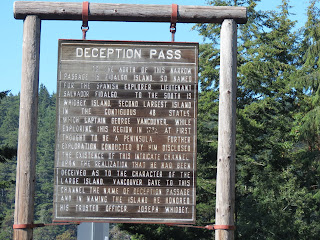 DECEPTION PASS
NORTH OF THIS NARROW
PASSAGE IS FIDALGO ISLAND, SO NAMED
FOR THE SPANISH EXPLORER, LIEUTENANT
SALVADOR FIDALGO. TO THE SOUTH IS
WHIDBEY ISLAND, SECOND LARGEST ISLAND
IN THE CONTIGUOUS 48 STATES,
WHICH CAPTAIN GEORGE VANCOUVER, WHILE
EXPLORING THIS REGION IN AT FIRST
THOUGHT TO BE A PENINSULA. FURTHER
EXPLORATION CONDUCTED BY HIM DISCLOSED
THE EXISTENCE OF THIS INTRICATE CHANNEL.
UPON THE REALIZATION THAT HE HAD BEEN
DECEIVED AS TO THE CHARACTER OF THE
LARGE ISLAND, VANCOUVER GAVE TO THIS
CHANNEL THE NAME OF DECEPTION PASSAGE
AND IN NAMING THE ISLAND HE HONORED
HIS TRUSTED OFFICER, JOSEPH WHIDBEY.